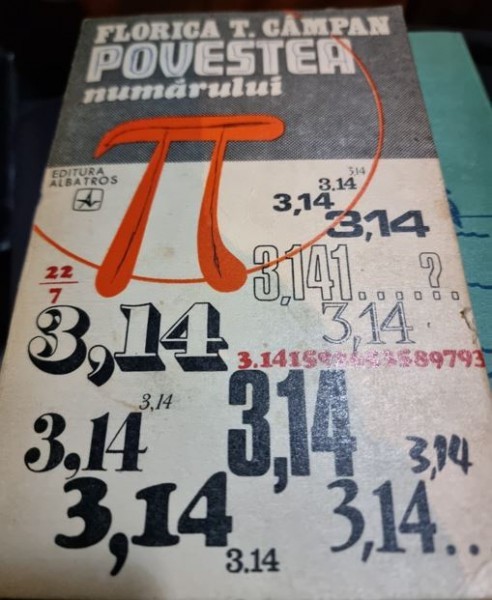 FLORICA T. CÂMPAN
POVESTEA
numărului
π
EDITURA
ALBATROS
3,14
3.14
3,14
3,14
22
7
3,141.....?..
3,14
3,14
3.141592653589793
3,14
3,14
3,14
3,14
3,14
3,14..
3.14